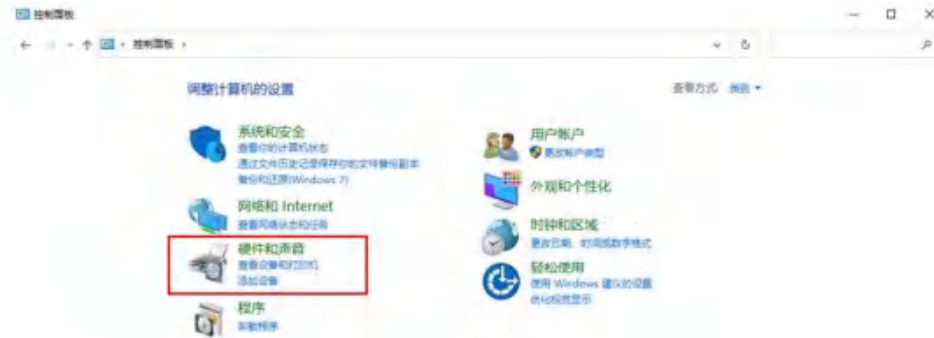 控制面板
控制面板
调整计算机的设置
查看方式: 类别
系统和安全
查看你的计算机状态
通过文件历史记录保存你的文件备份副本
备份和还原(Windows 7)
网络和 Internet
查看网络状态和任务
硬件和声音
查看设备和打印机
添加设备
程序
卸载程序
用户帐户
更改帐户类型
外观和个性化
时钟和区域
更改日期、时间或数字格式
轻松使用
使用 Windows 建议的设置
优化视觉显示